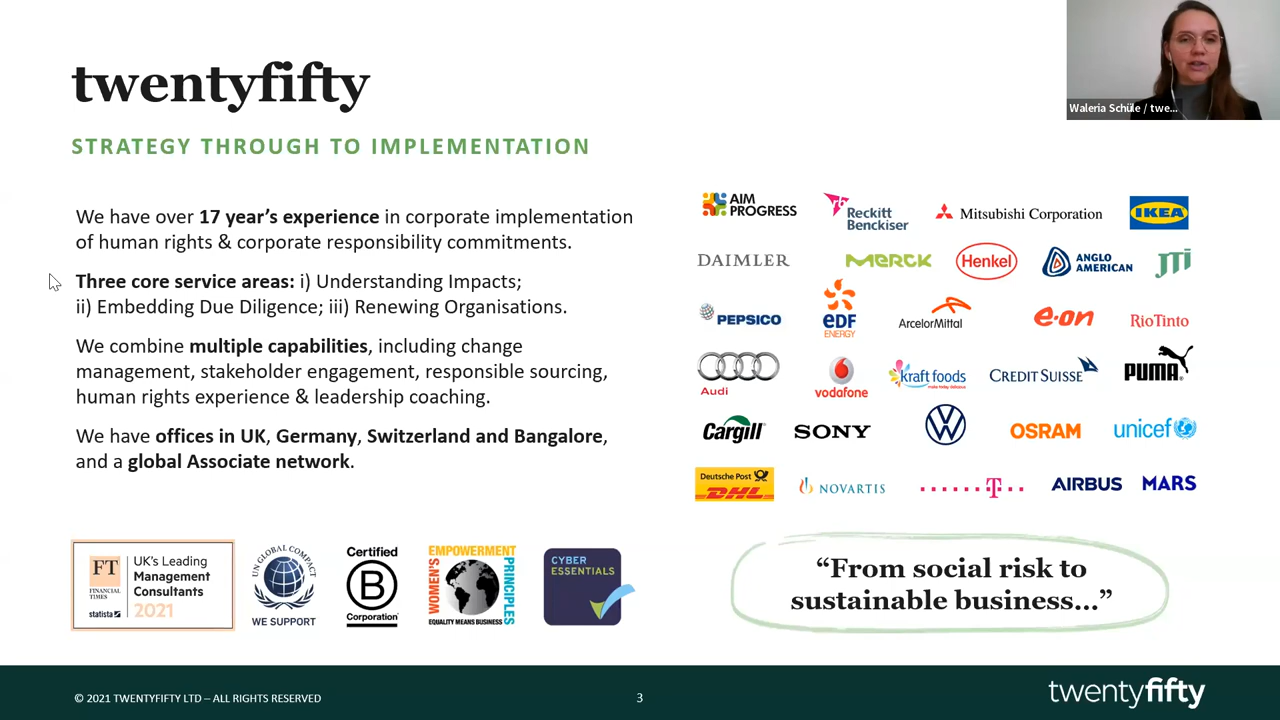 twentyfifty
STRATEGY THROUGH TO IMPLEMENTATION
We have over 17 year’s experience in corporate implementation
of human rights & corporate responsibility commitments.
Three core service areas: i) Understanding Impacts;
ii) Embedding Due Diligence; iii) Renewing Organisations.
We combine multiple capabilities, including change
management, stakeholder engagement, responsible sourcing,
human rights experience & leadership coaching.
We have offices in UK, Germany, Switzerland and Bangalore,
and a global Associate network.
Waleria Schüle / twe...
AIM
PROGRESS
Reckitt
Benckiser
Mitsubishi Corporation
IKEA
DAIMLER
MERCK
Henkel
ANGLO
AMERICAN
JTi
PEPSICO
eDF
ENERGY
ArcelorMittal
e·on
RioTinto
Audi
vodafone
kraft foods
make today delicious
CREDIT SUISSE
PUMA
Cargill
SONY
VW
OSRAM
unicef
Deutsche Post
DHL
NOVARTIS
T
AIRBUS
MARS
FT
FINANCIAL
TIMES
statista
UK's Leading
Management
Consultants
2021
UN GLOBAL COMPACT
WE SUPPORT
Certified
B
Corporation
WOMEN'S
EMPOWERMENT
PRINCIPLES
EQUALITY MEANS BUSINESS
CYBER
ESSENTIALS
“From social risk to
sustainable business...”
© 2021 TWENTYFIFTY LTD – ALL RIGHTS RESERVED
3
twentyfifty